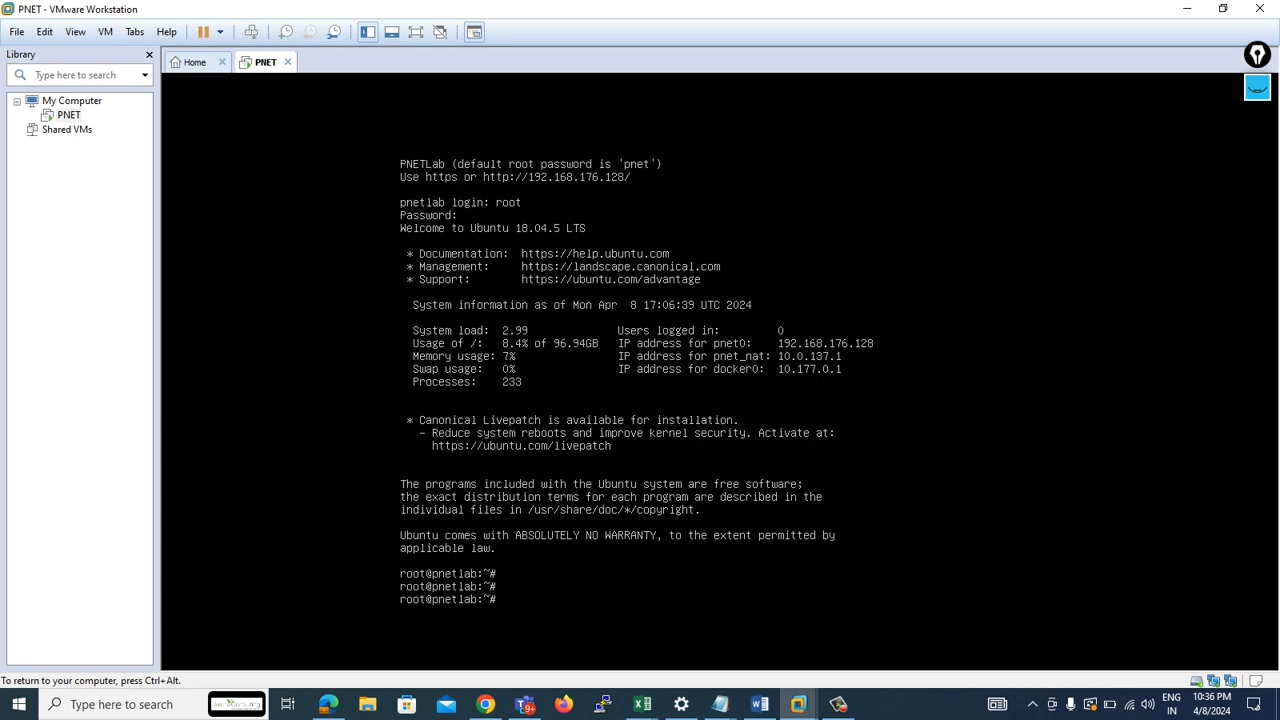 PNET - VMware Workstation
File Edit View VM Tabs Help
Library
Type here to search
My Computer
PNET
Shared VMs
Home
PNET
PNETLab (default root password is 'pnet')
Use https or http://192.168.176.128/
pnetlab login: root
Password:
Welcome to Ubuntu 18.04.5 LTS
* Documentation: https://help.ubuntu.com
* Management: https://landscape.canonical.com
* Support: https://ubuntu.com/advantage
System information as of Mon Apr 8 17:06:39 UTC 2024
System load: 2.99 Users logged in: 0
Usage of /: 8.4% of 96.94GB IP address for pnet0: 192.168.176.128
Memory usage: 7% IP address for pnet_nat: 10.0.137.1
Swap usage: 0% IP address for docker0: 10.177.0.1
Processes: 233
* Canonical Livepatch is available for installation.
- Reduce system reboots and improve kernel security. Activate at:
https://ubuntu.com/livepatch
The programs included with the Ubuntu system are free software;
the exact distribution terms for each program are described in the
individual files in /usr/share/doc/*/copyright.
Ubuntu comes with ABSOLUTELY NO WARRANTY, to the extent permitted by
applicable law.
root@pnetlab:~#
root@pnetlab:~#
root@pnetlab:~#
To return to your computer, press Ctrl+Alt.
Type here to search
9+
ENG
IN
10:36 PM
4/8/2024